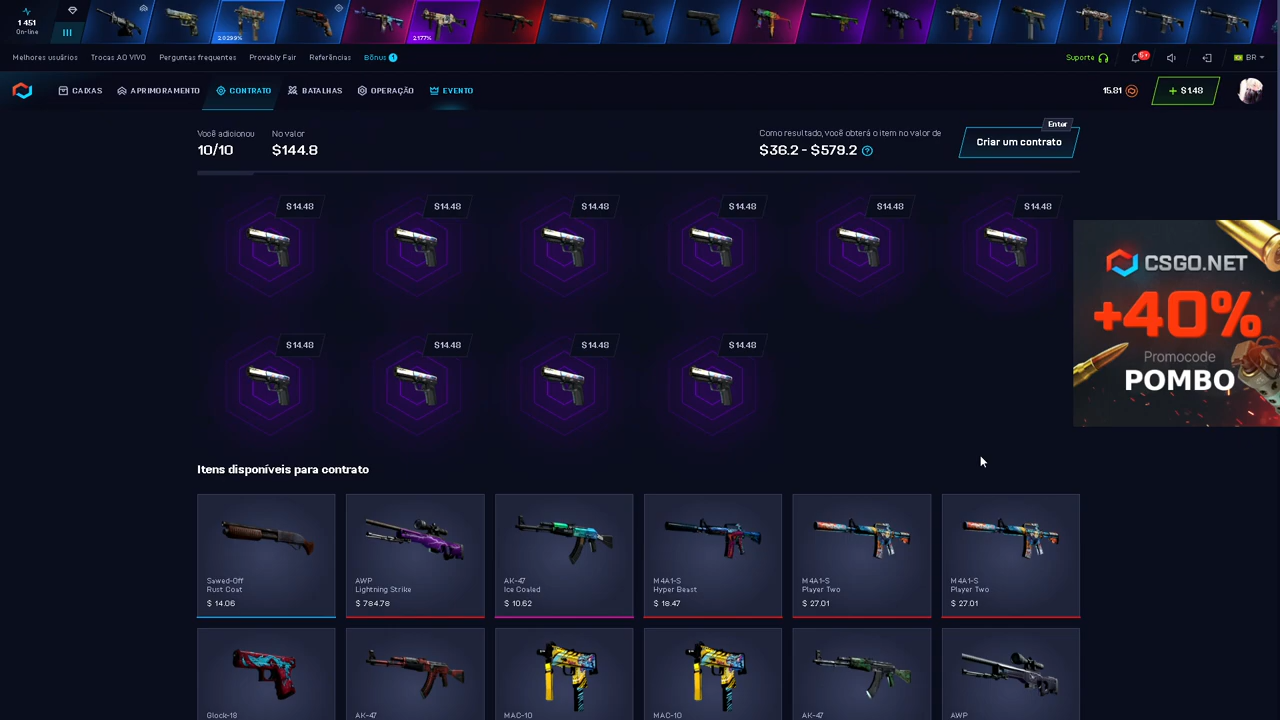 1 451
On-line
2.0299%
2.177%
Melhores usuários
Trocas AO VIVO
Perguntas frequentes
Provably Fair
Referências
Bônus
Suporte
5+
BR
CAIXAS
APRIMORAMENTO
CONTRATO
BATALHAS
OPERAÇÃO
EVENTO
15.81
+ $ 1.48
Você adicionou
10/10
No valor
$144.8
Como resultado, você obterá o item no valor de
$36.2 - $579.2 ?
Enter
Criar um contrato
$ 14.48
$ 14.48
$ 14.48
$ 14.48
$ 14.48
$ 14.48
$ 14.48
$ 14.48
$ 14.48
$ 14.48
CSGO.NET
+40%
Promocode
POMBO
Itens disponíveis para contrato
Sawed-Off
Rust Coat
$ 14.06
AWP
Lightning Strike
$ 784.78
AK-47
Ice Coaled
$ 10.62
M4A1-S
Hyper Beast
$ 18.47
M4A1-S
Player Two
$ 27.01
M4A1-S
Player Two
$ 27.01
Glock-18
AK-47
MAC-10
MAC-10
AK-47
AWP